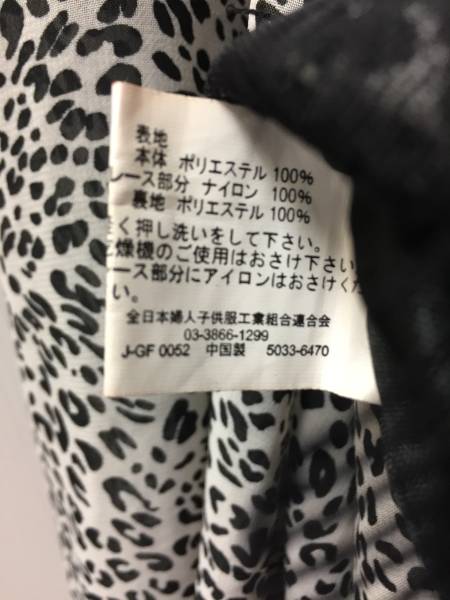 表地
本体 ポリエステル 100%
レース部分 ナイロン 100%
裏地 ポリエステル 100%
く押し洗いをして下さい。
燥機のご使用はおさけ下さい
ース部分にアイロンはおさけくだ
い。
全日本婦人子供服工業組合連合会
03-3866-1299
J-GF 0052 中国製 5033-6470